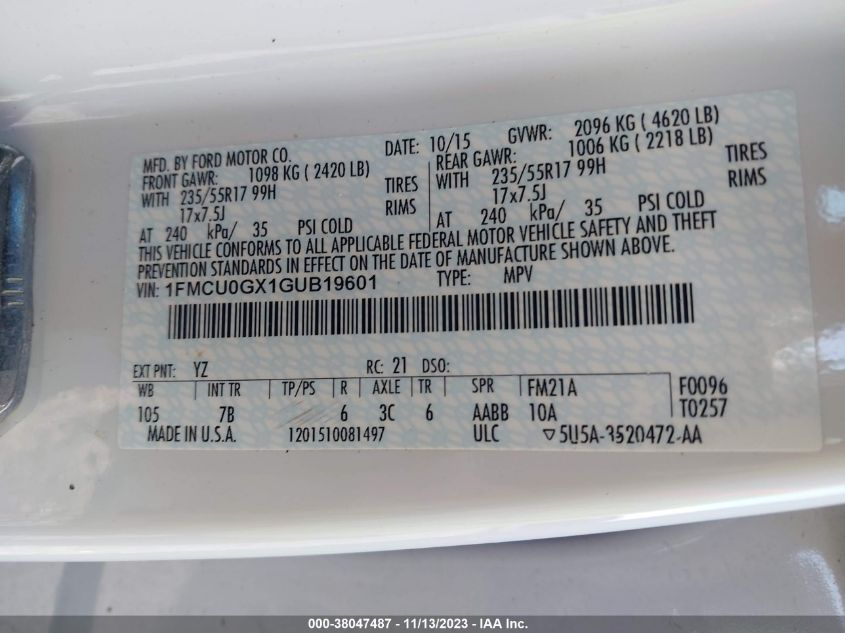 MFD. BY FORD MOTOR CO. DATE: 10/15 GVWR: 2096 KG ( 4620 LB)
FRONT GAWR: 1098 KG ( 2420 LB) REAR GAWR: 1006 KG ( 2218 LB)
WITH 235/55R17 99H TIRES WITH 235/55R17 99H TIRES
17x7.5J RIMS 17x7.5J RIMS
AT 240 kPa/ 35 PSI COLD AT 240 kPa/ 35 PSI COLD
THIS VEHICLE CONFORMS TO ALL APPLICABLE FEDERAL MOTOR VEHICLE SAFETY AND THEFT
PREVENTION STANDARDS IN EFFECT ON THE DATE OF MANUFACTURE SHOWN ABOVE.
VIN: 1FMCU0GX1GUB19601 TYPE: MPV
EXT PNT: YZ RC: 21 DSO:
WB INT TR TP/PS R AXLE TR SPR FM21A F0096
105 7B 6 3C 6 AABB 10A T0257
MADE IN U.S.A. 1201510081497 ULC ▽5U5A-3520472-AA
000-38047487 - 11/13/2023 - IAA Inc.